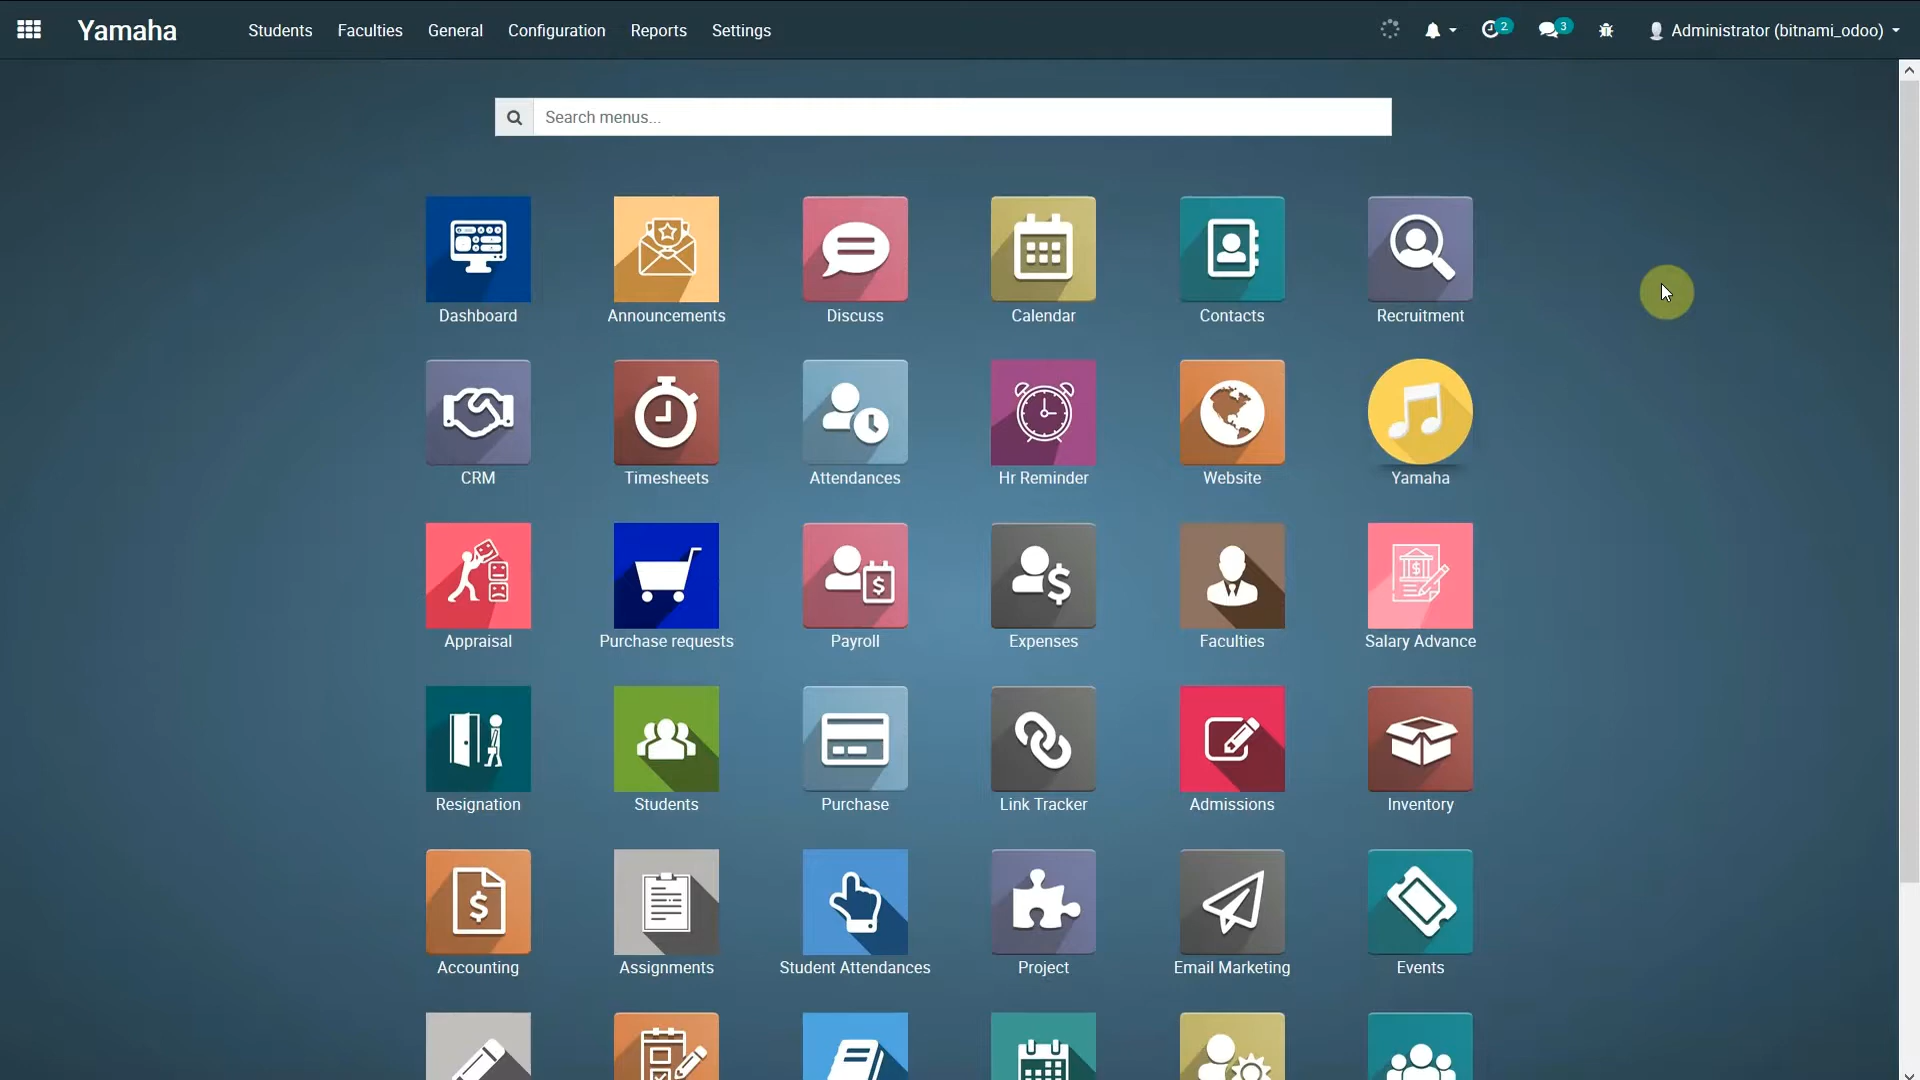 Yamaha Students Faculties General Configuration Reports Settings 2 3 Administrator (bitnami_odoo)
Search menus...
Dashboard Announcements Discuss Calendar Contacts Recruitment
CRM Timesheets Attendances Hr Reminder Website Yamaha
Appraisal Purchase requests Payroll Expenses Faculties Salary Advance
Resignation Students Purchase Link Tracker Admissions Inventory
Accounting Assignments Student Attendances Project Email Marketing Events